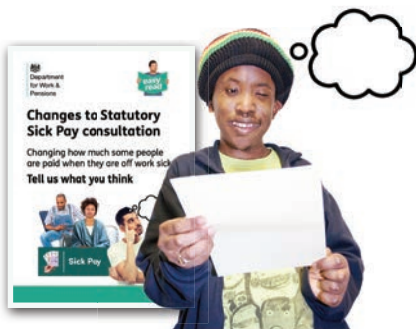 Department
for Work &
Pensions
easy
read
Changes to Statutory
Sick Pay consultation
Changing how much some people
are paid when they are off work sick
Tell us what you think
Sick Pay